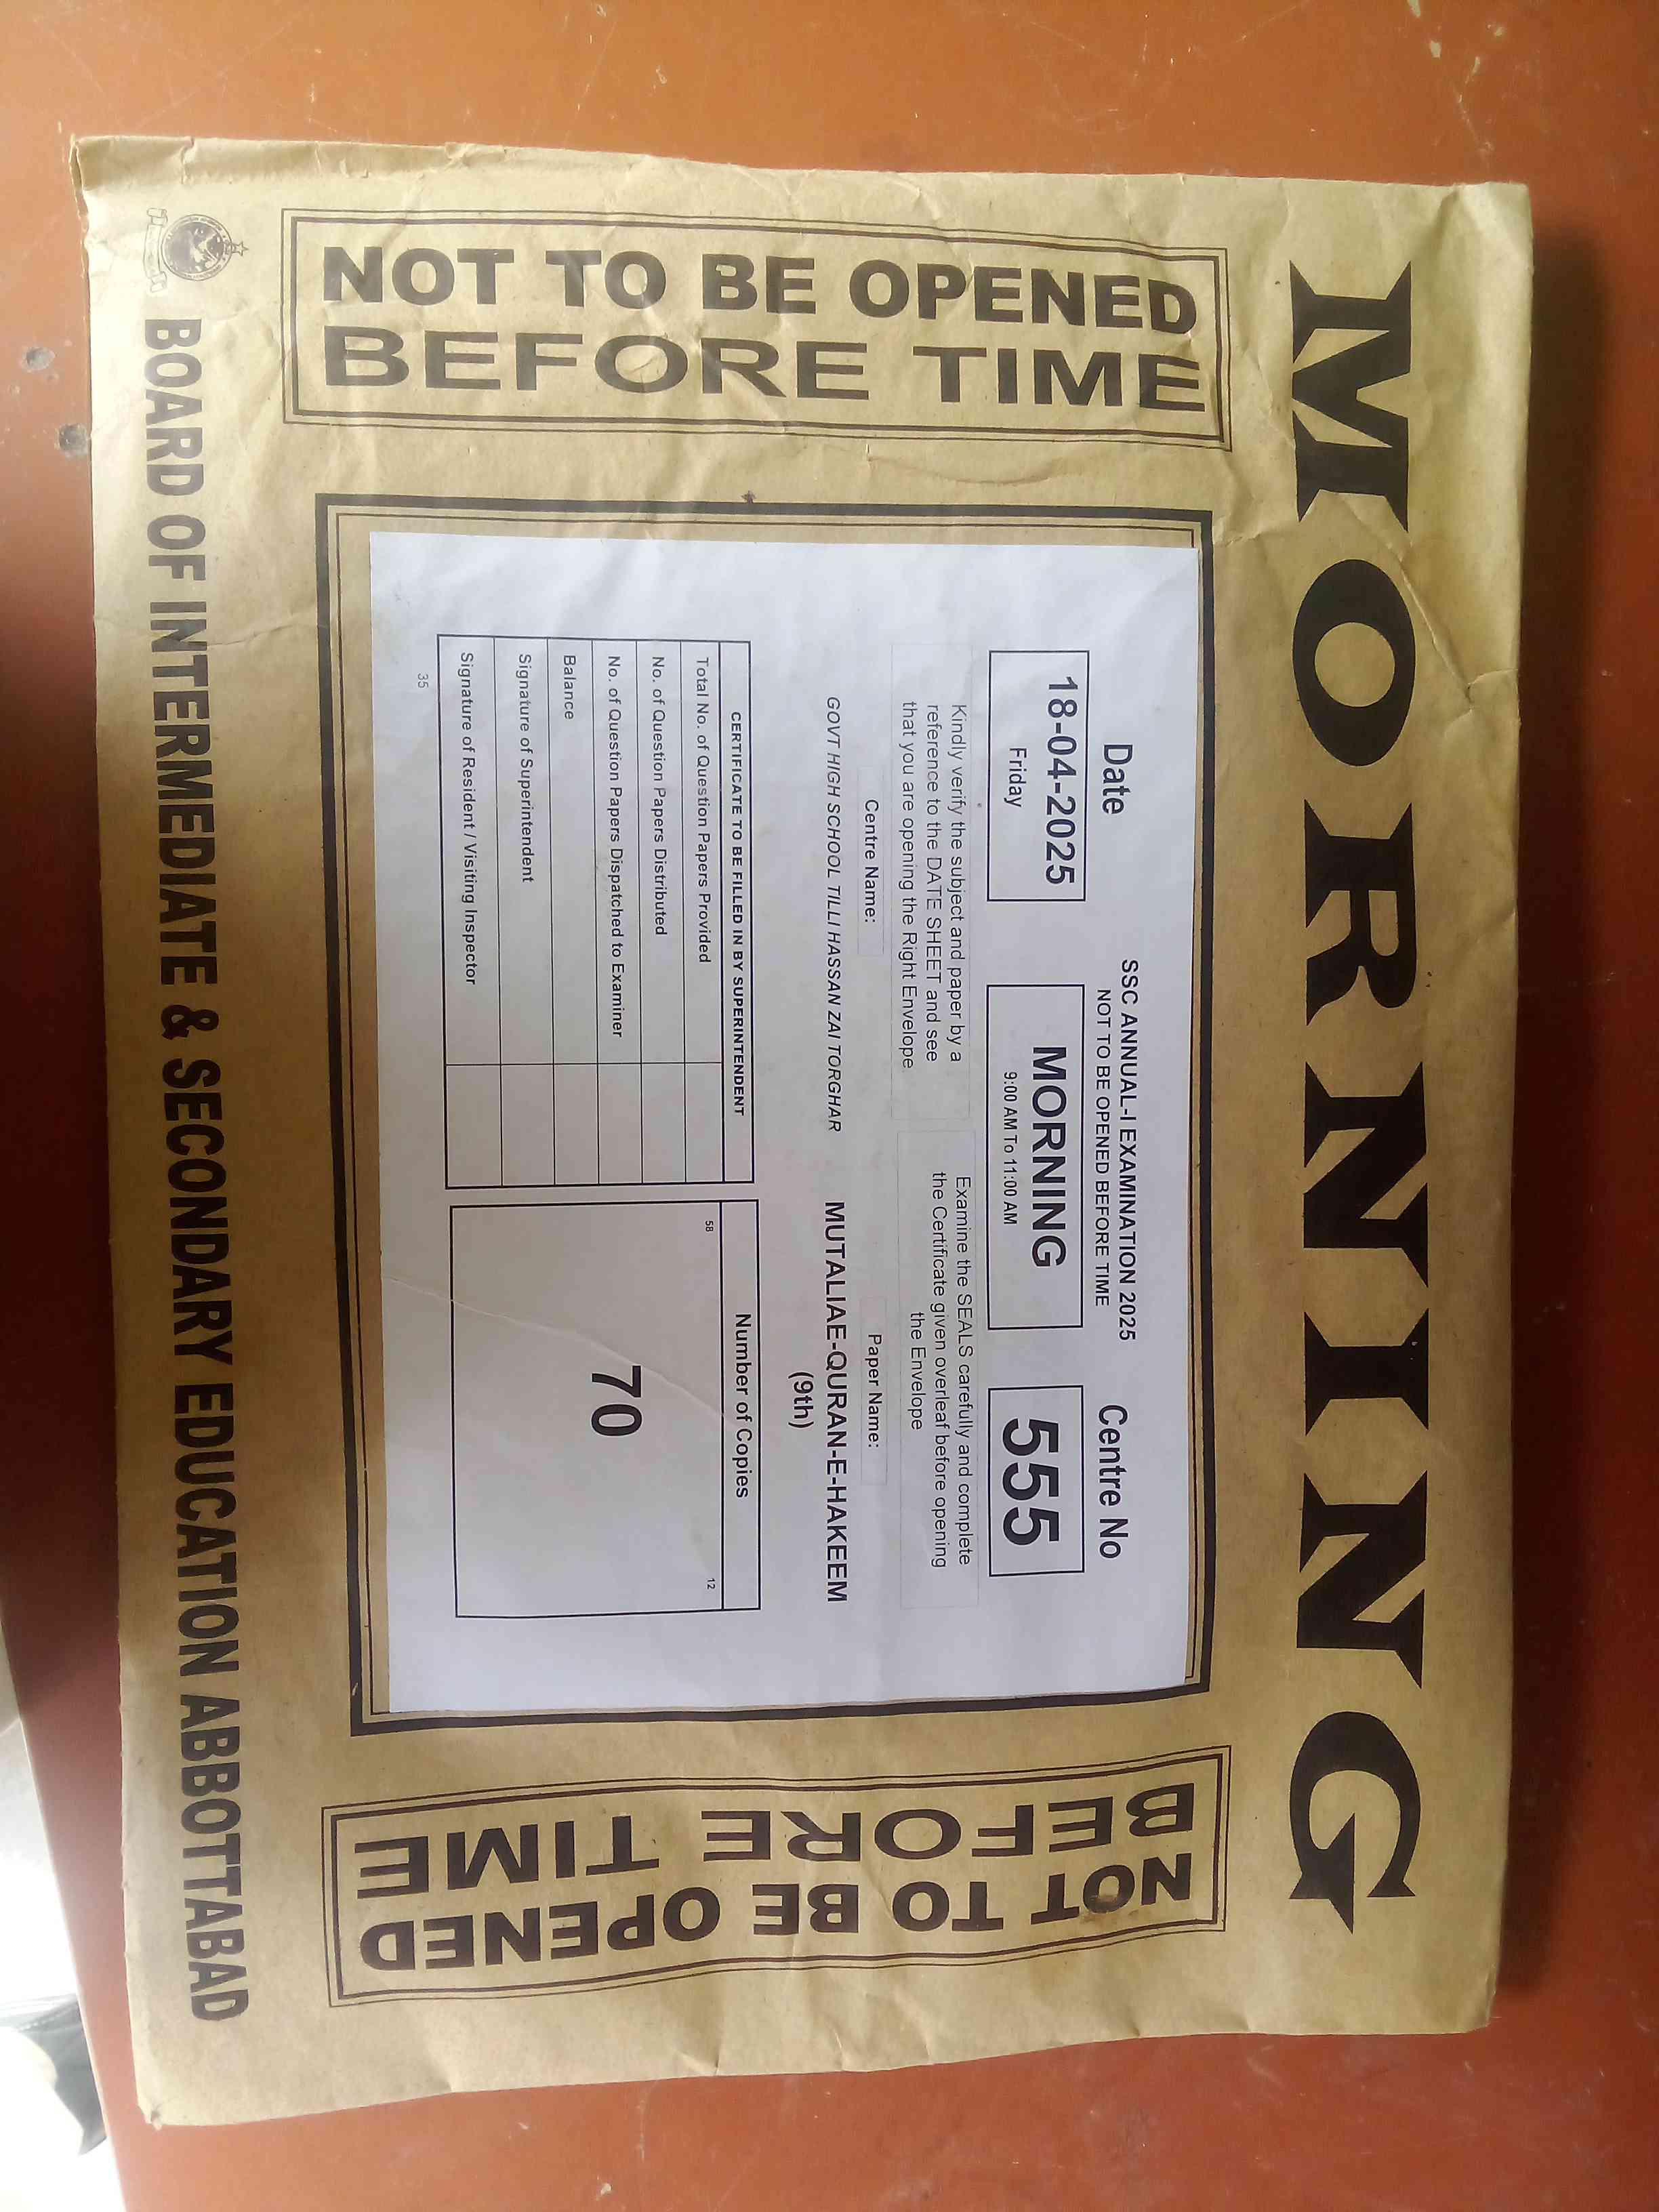 MORNING
NOT TO BE OPENED
BEFORE TIME
SSC ANNUAL-I EXAMINATION 2025
NOT TO BE OPENED BEFORE TIME
Date
18-04-2025
Friday
MORNING
9:00 AM To 11:00 AM
Centre No
555
Kindly verify the subject and paper by a
reference to the DATE SHEET and see
that you are opening the Right Envelope.
Examine the SEALS carefully and complete
the Certificate given overleaf before opening
the Envelope
Centre Name:
GOVT HIGH SCHOOL TILLI HASSAN ZAI TORGHAR
Paper Name:
MUTALIAE-QURAN-E-HAKEEM
(9th)
CERTIFICATE TO BE FILLED IN BY SUPERINTENDENT
Total No. of Question Papers Provided
No. of Question Papers Distributed
No. of Question Papers Dispatched to Examiner
Balance
Signature of Superintendent
Signature of Resident / Visiting Inspector
Number of Copies
58
12
70
35
NOT TO BE OPENED
BEFORE TIME
BOARD OF INTERMEDIATE & SECONDARY EDUCATION ABBOTTABAD